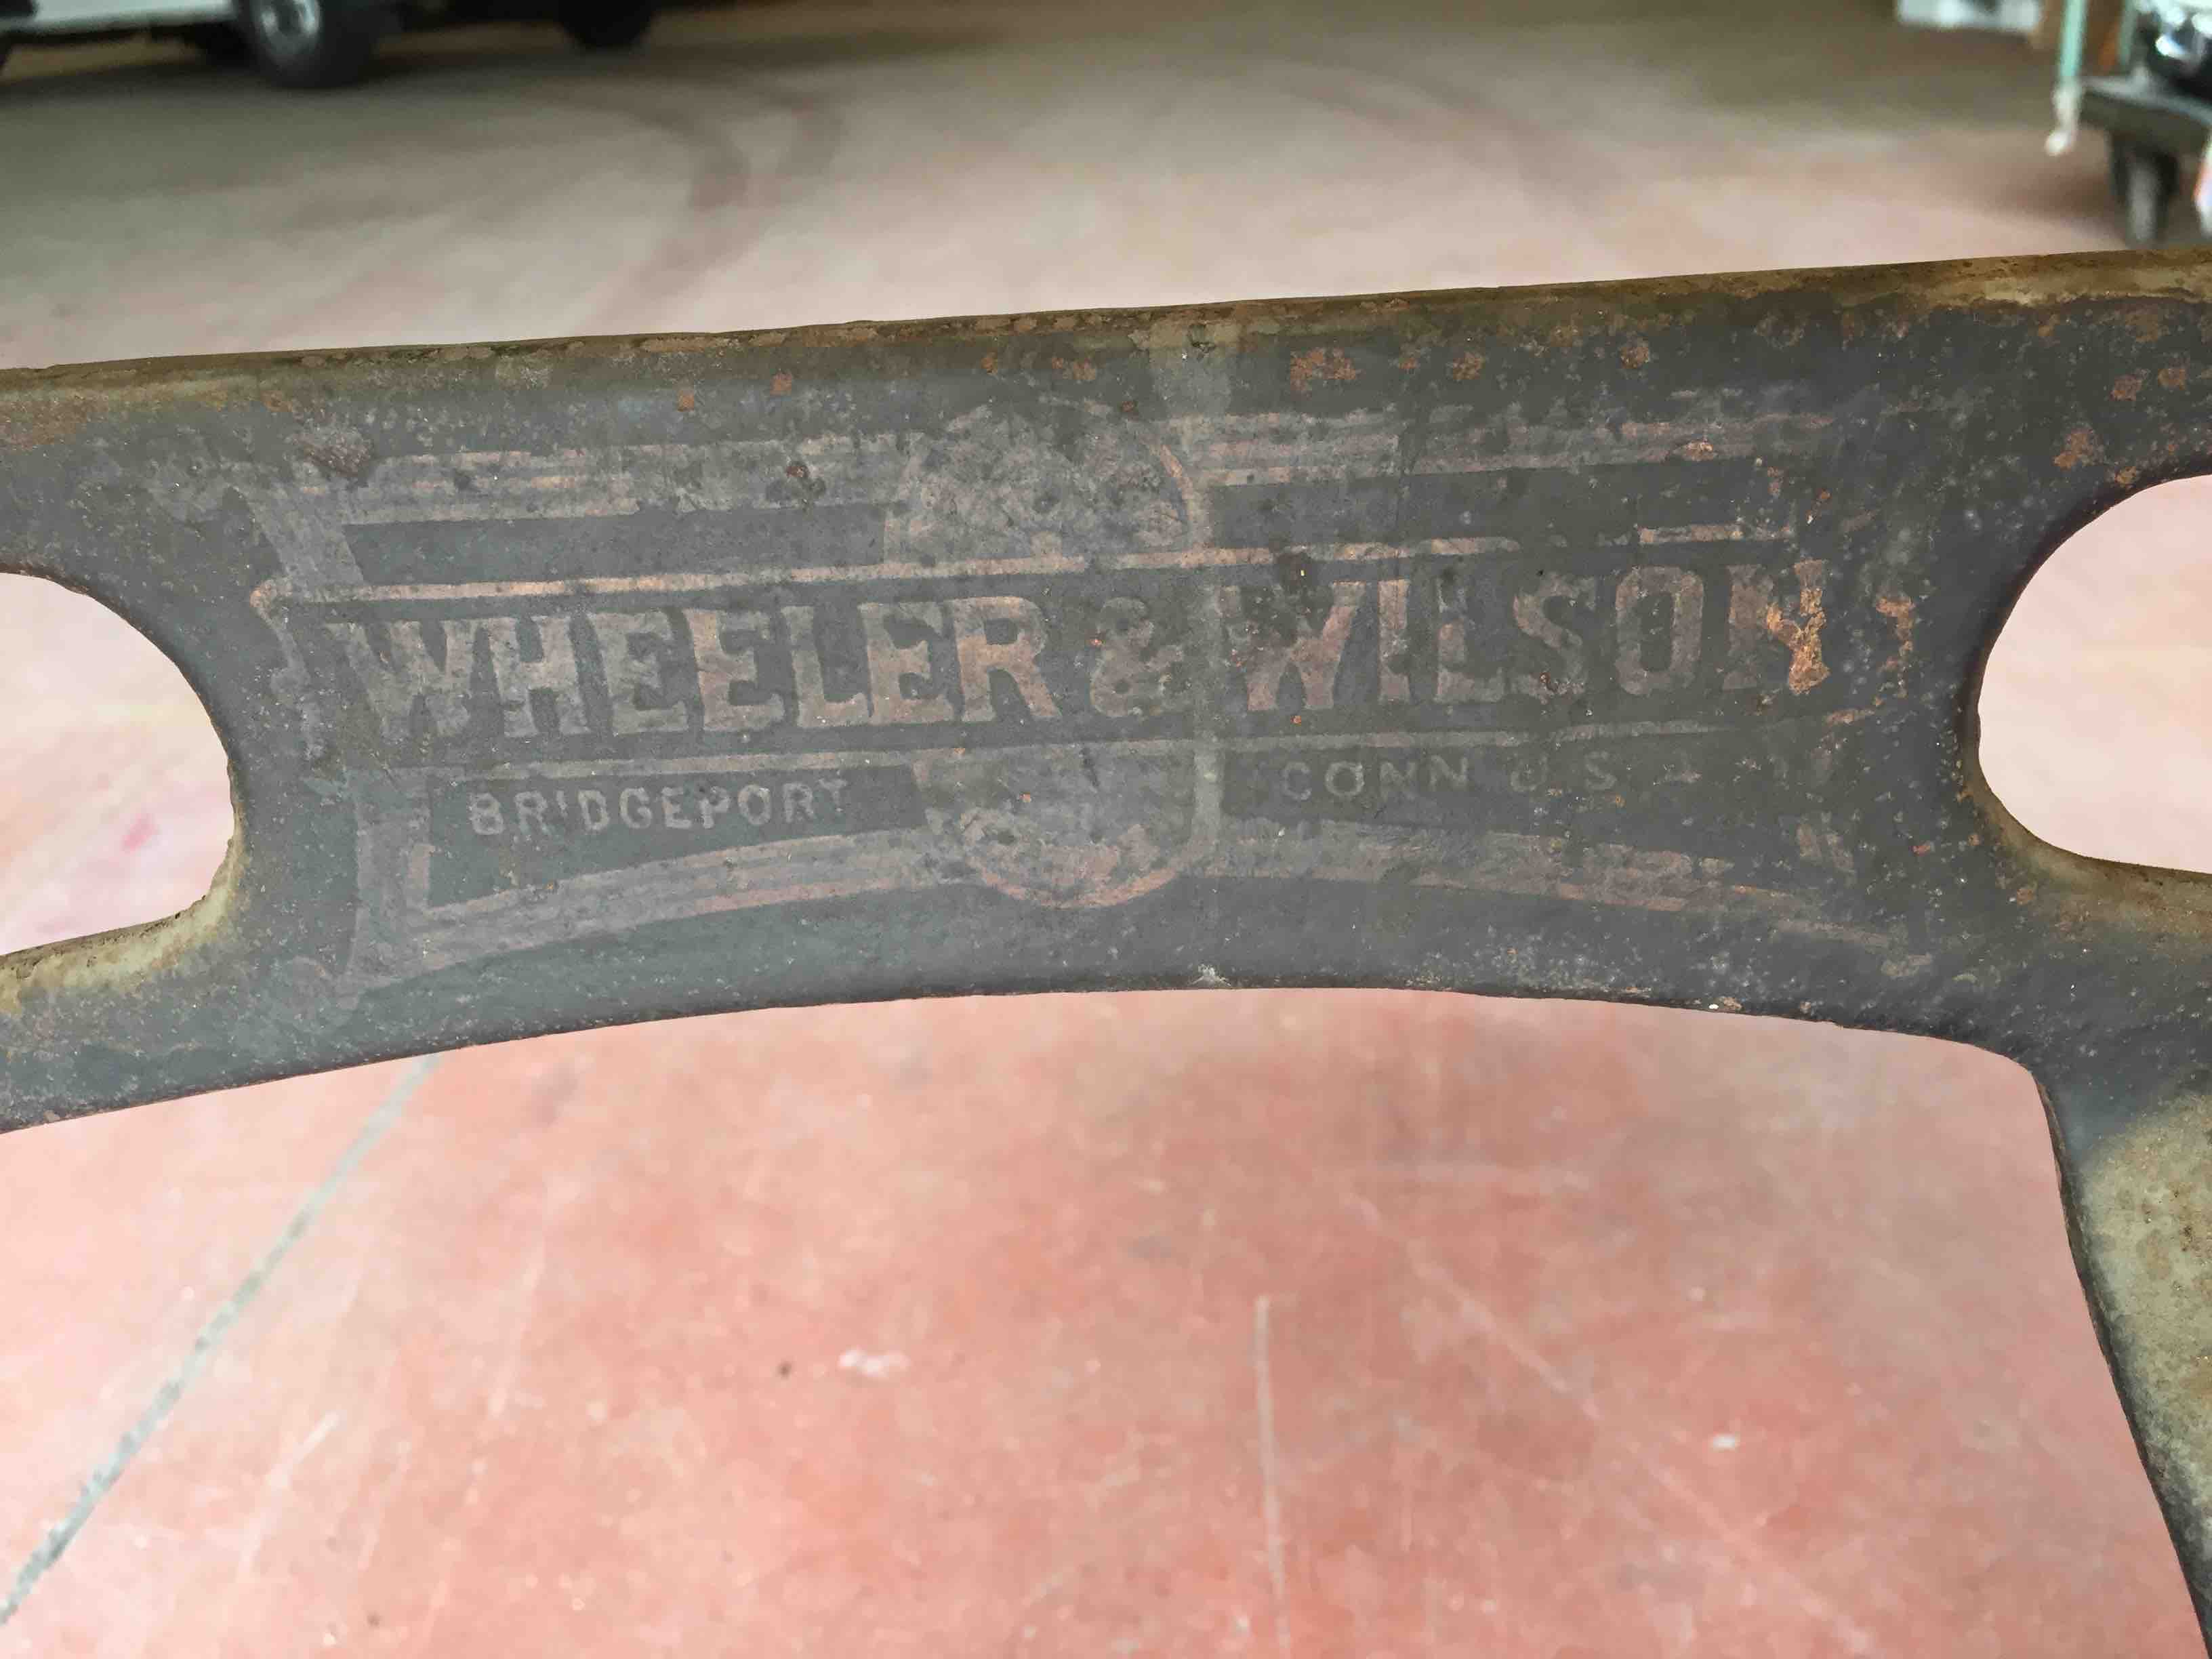 WHEELER & WILSON
BRIDGEPORT CONN U.S.A